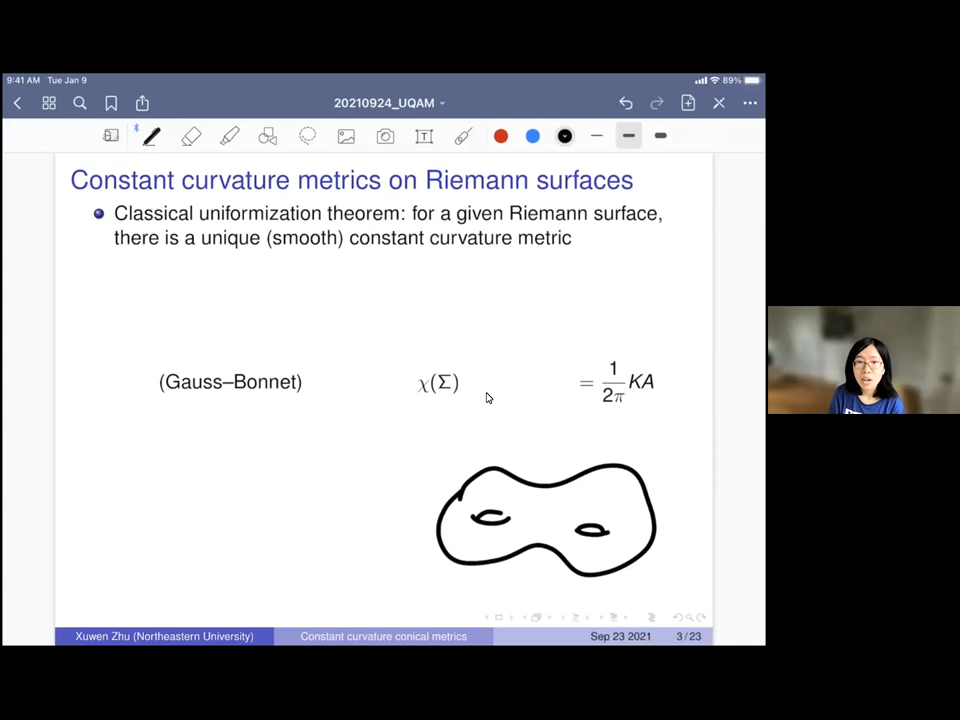 9:41 AM Tue Jan 9
89%
20210924_UQAM
Constant curvature metrics on Riemann surfaces
Classical uniformization theorem: for a given Riemann surface,
there is a unique (smooth) constant curvature metric
(Gauss–Bonnet) χ(Σ) = 1/2π KA
Xuwen Zhu (Northeastern University) Constant curvature conical metrics Sep 23 2021 3 / 23